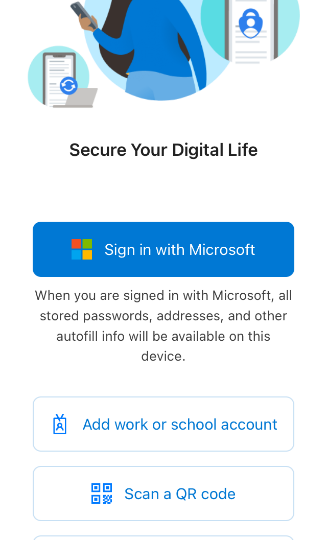 Secure Your Digital Life
Sign in with Microsoft
When you are signed in with Microsoft, all
stored passwords, addresses, and other
autofill info will be available on this
device.
Add work or school account
Scan a QR code